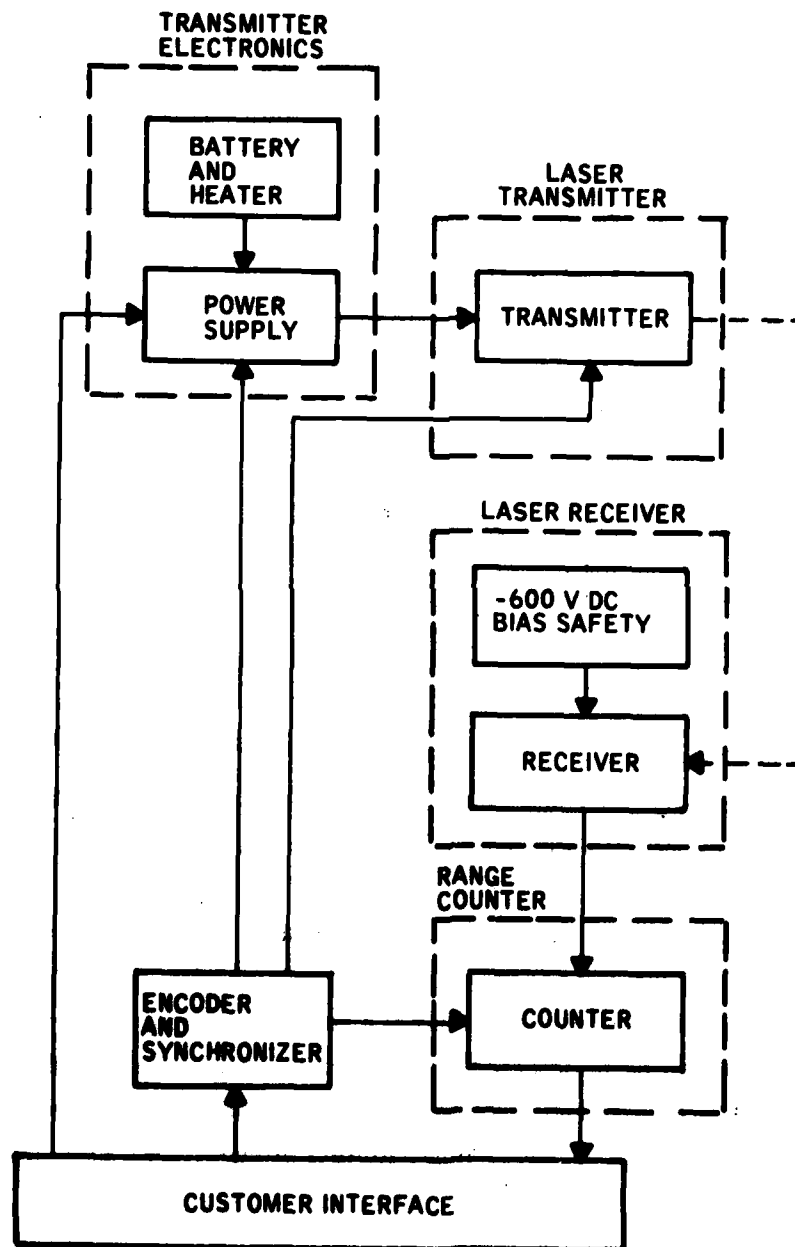 TRANSMITTER
ELECTRONICS
BATTERY
AND
HEATER
POWER
SUPPLY
LASER
TRANSMITTER
TRANSMITTER
LASER RECEIVER
-600 V DC
BIAS SAFETY
RECEIVER
RANGE
COUNTER
COUNTER
ENCODER
AND
SYNCHRONIZER
CUSTOMER INTERFACE